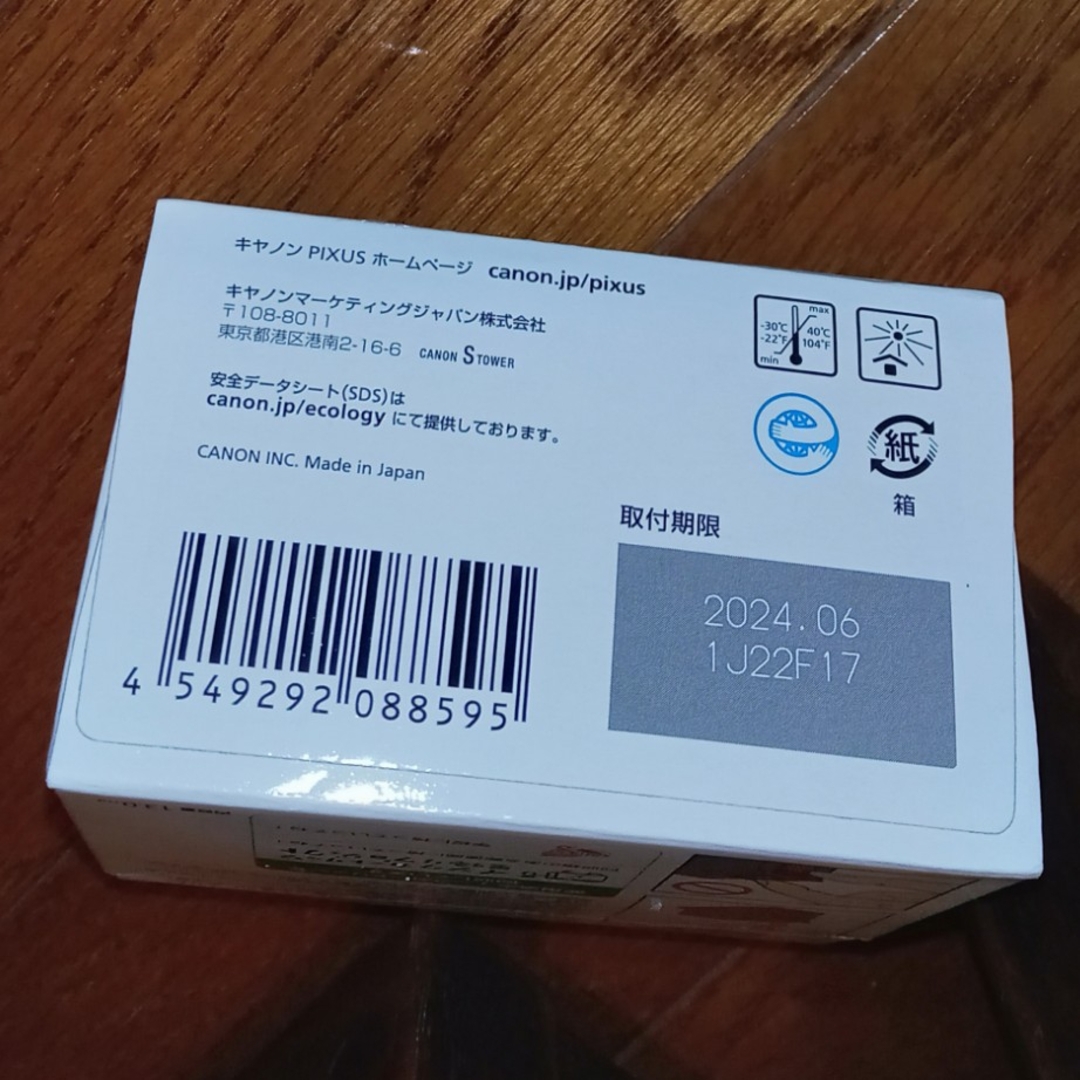 キヤノン PIXUS ホームページ canon.jp/pixus
キヤノンマーケティングジャパン株式会社
〒108-8011
東京都港区港南2-16-6 CANON S TOWER
安全データシート(SDS)は
canon.jp/ecology にて提供しております。
CANON INC. Made in Japan
max
-30℃ 40℃
-22°F 104°F
min
紙
箱
取付期限
2024.06
1J22F17
4 549292 088595